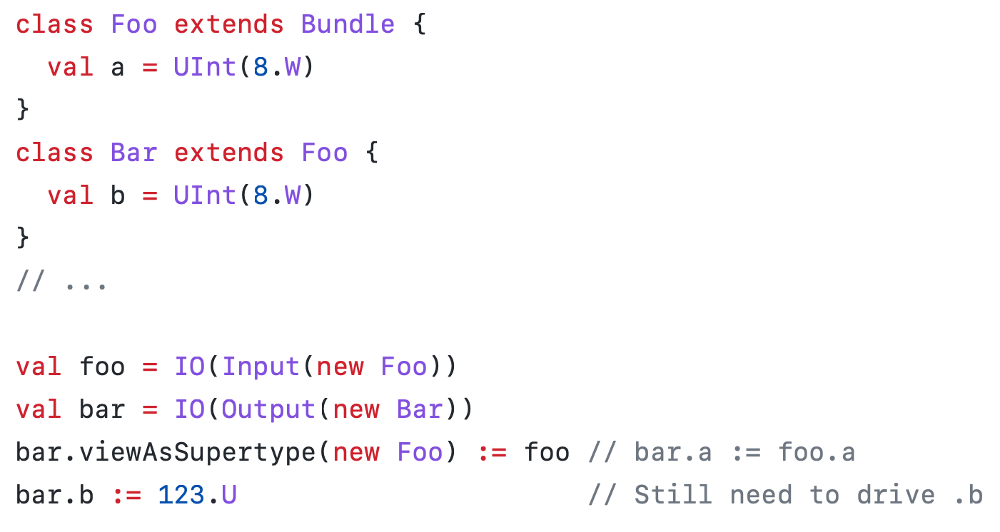 class Foo extends Bundle {
  val a = UInt(8.W)
}
class Bar extends Foo {
  val b = UInt(8.W)
}
// ...

val foo = IO(Input(new Foo))
val bar = IO(Output(new Bar))
bar.viewAsSupertype(new Foo) := foo // bar.a := foo.a
bar.b := 123.U                      // Still need to drive .b